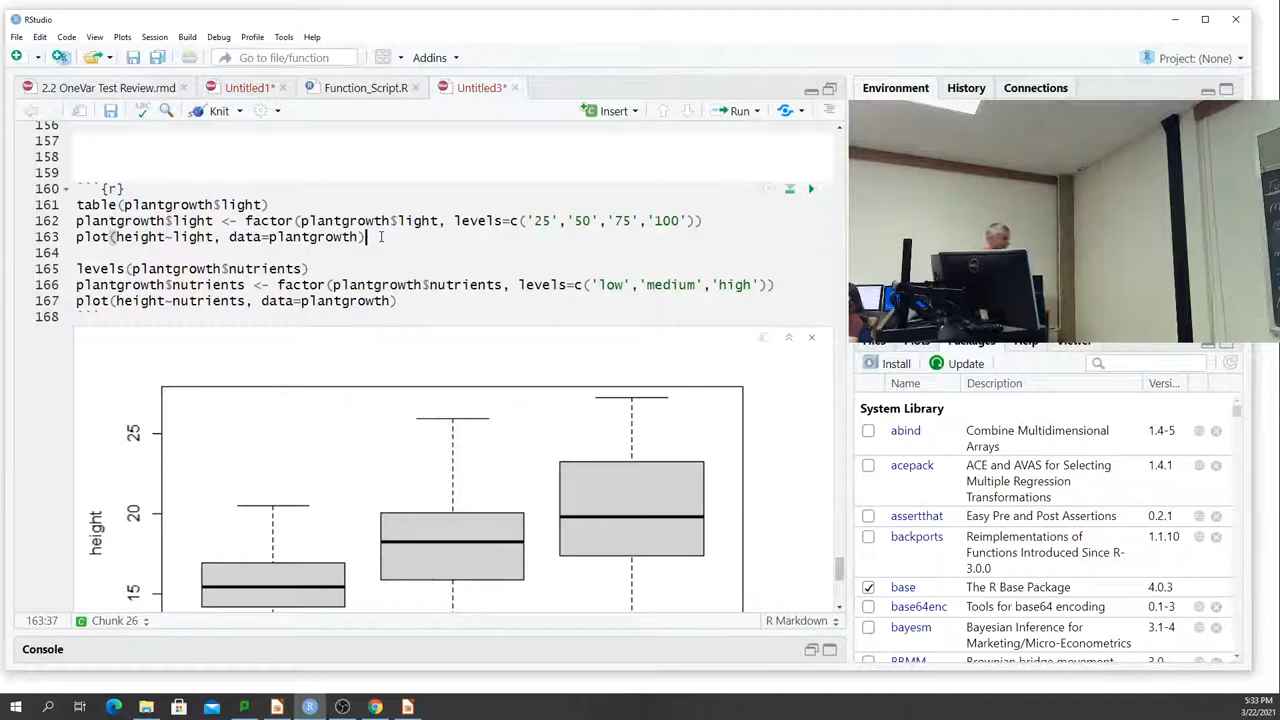 RStudio
File Edit Code View Plots Session Build Debug Profile Tools Help
Go to file/function Addins Project: (None)
2.2 OneVar Test Review.rmd Untitled1* Function_Script.R Untitled3*
Environment History Connections
ABC Knit Insert Run
156
157
158
159
160 ```{r}
161 table(plantgrowth$light)
162 plantgrowth$light <- factor(plantgrowth$light, levels=c('25','50','75','100'))
163 plot(height~light, data=plantgrowth)
164
165 levels(plantgrowth$nutrients)
166 plantgrowth$nutrients <- factor(plantgrowth$nutrients, levels=c('low','medium','high'))
167 plot(height~nutrients, data=plantgrowth)
168 ```
25
20
15
height
163:37 Chunk 26 R Markdown
Console
Install Update
Name Description Versi...
System Library
abind Combine Multidimensional Arrays 1.4-5
acepack ACE and AVAS for Selecting Multiple Regression Transformations 1.4.1
assertthat Easy Pre and Post Assertions 0.2.1
backports Reimplementations of Functions Introduced Since R-3.0.0 1.1.10
base The R Base Package 4.0.3
base64enc Tools for base64 encoding 0.1-3
bayesm Bayesian Inference for Marketing/Micro-Econometrics 3.1-4
5:33 PM
3/22/2021